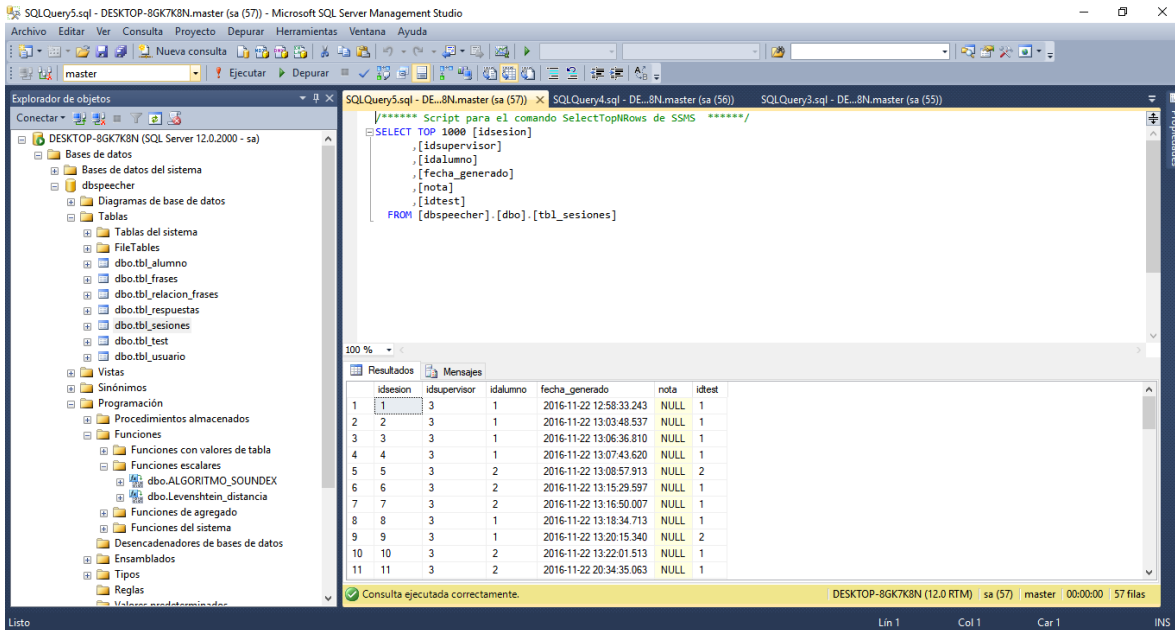 SQLQuery5.sql - DESKTOP-8GK7K8N.master (sa (57)) - Microsoft SQL Server Management Studio
Archivo Editar Ver Consulta Proyecto Depurar Herramientas Ventana Ayuda
Nueva consulta
master Ejecutar Depurar
Explorador de objetos
Conectar
DESKTOP-8GK7K8N (SQL Server 12.0.2000 - sa)
Bases de datos
Bases de datos del sistema
dbspeecher
Diagramas de base de datos
Tablas
Tablas del sistema
FileTables
dbo.tbl_alumno
dbo.tbl_frases
dbo.tbl_relacion_frases
dbo.tbl_respuestas
dbo.tbl_sesiones
dbo.tbl_test
dbo.tbl_usuario
Vistas
Sinónimos
Programación
Procedimientos almacenados
Funciones
Funciones con valores de tabla
Funciones escalares
dbo.ALGORITMO_SOUNDEX
dbo.Levenshtein_distancia
Funciones de agregado
Funciones del sistema
Desencadenadores de bases de datos
Ensamblados
Tipos
Reglas
Valores predeterminados
SQLQuery5.sql - DE...8N.master (sa (57)) SQLQuery4.sql - DE...8N.master (sa (56)) SQLQuery3.sql - DE...8N.master (sa (55))
/****** Script para el comando SelectTopNRows de SSMS ******/
SELECT TOP 1000 [idsesion]
,[idsupervisor]
,[idalumno]
,[fecha_generado]
,[nota]
,[idtest]
FROM [dbspeecher].[dbo].[tbl_sesiones]
Propiedades
100 %
Resultados Mensajes
idsesion idsupervisor idalumno fecha_generado nota idtest
1 1 3 1 2016-11-22 12:58:33.243 NULL 1
2 2 3 1 2016-11-22 13:03:48.537 NULL 1
3 3 3 1 2016-11-22 13:06:36.810 NULL 1
4 4 3 1 2016-11-22 13:07:43.620 NULL 1
5 5 3 2 2016-11-22 13:08:57.913 NULL 2
6 6 3 2 2016-11-22 13:15:29.597 NULL 1
7 7 3 2 2016-11-22 13:16:50.007 NULL 1
8 8 3 1 2016-11-22 13:18:34.713 NULL 1
9 9 3 1 2016-11-22 13:20:15.340 NULL 2
10 10 3 2 2016-11-22 13:22:01.513 NULL 1
11 11 3 2 2016-11-22 20:34:35.063 NULL 1
Consulta ejecutada correctamente. DESKTOP-8GK7K8N (12.0 RTM) sa (57) master 00:00:00 57 filas
Listo Lín 1 Col 1 Car 1 INS